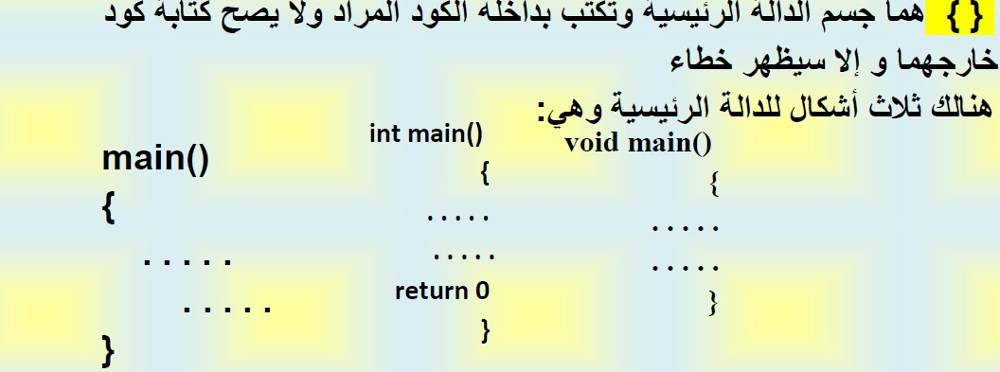 { } هما جسم الدالة الرئيسية وتكتب بداخله الكود المراد ولا يصح كتابة كود
خارجهما و إلا سيظهر خطاء
هنالك ثلاث أشكال للدالة الرئيسية وهي:
void main()
{
. . . . .
. . . . .
}
int main()
{
. . . . .
. . . . .
return 0
}
main()
{
. . . . .
. . . . .
}